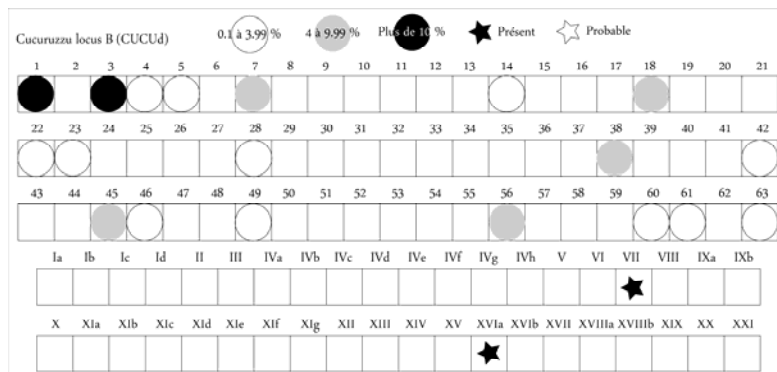 Cucuruzzu locus B (CUCUd) 0.1 à 3.99 % 4 à 9.99 % Plus de 10 % Présent Probable
1 2 3 4 5 6 7 8 9 10 11 12 13 14 15 16 17 18 19 20 21
22 23 24 25 26 27 28 29 30 31 32 33 34 35 36 37 38 39 40 41 42
43 44 45 46 47 48 49 50 51 52 53 54 55 56 57 58 59 60 61 62 63
Ia Ib Ic Id II III IVa IVb IVc IVd IVe IVf IVg IVh V VI VII VIII IXa IXb
X XIa XIb XIc XId XIe XIf XIg XII XIII XIV XV XVIa XVIb XVII XVIIIa XVIIIb XIX XX XXI